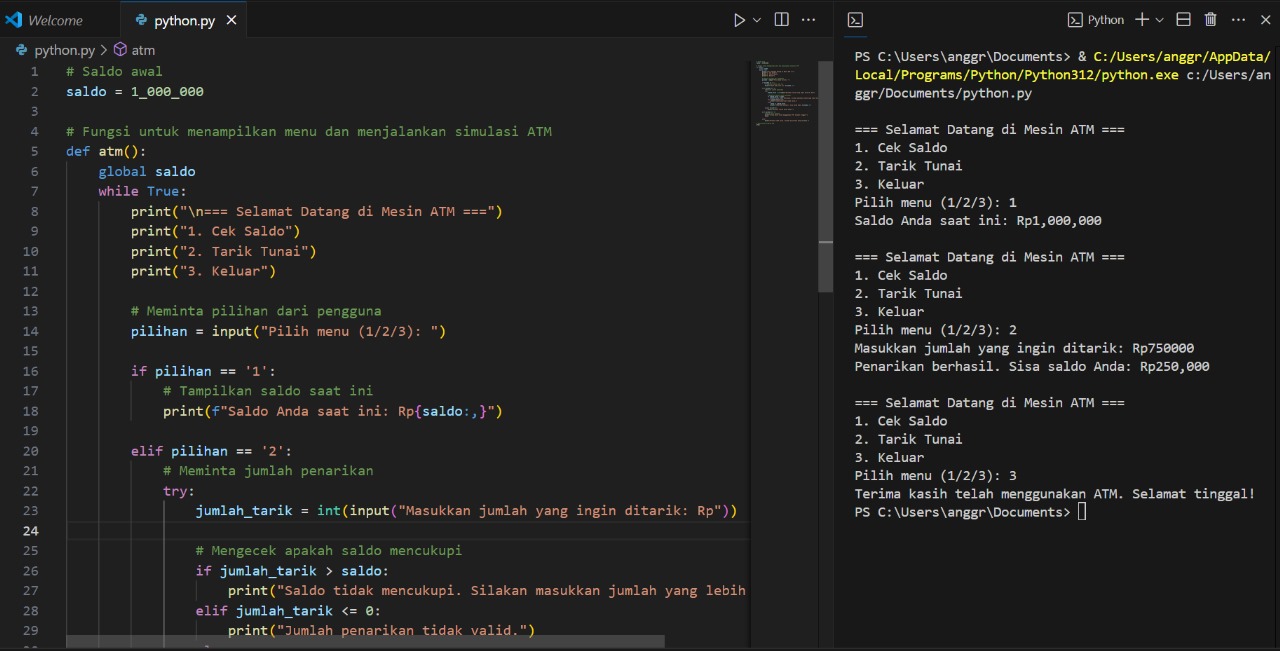 Welcome
python.py
python.py > atm
1 # Saldo awal
2 saldo = 1_000_000
3
4 # Fungsi untuk menampilkan menu dan menjalankan simulasi ATM
5 def atm():
6 global saldo
7 while True:
8 print("\n=== Selamat Datang di Mesin ATM ===")
9 print("1. Cek Saldo")
10 print("2. Tarik Tunai")
11 print("3. Keluar")
12
13 # Meminta pilihan dari pengguna
14 pilihan = input("Pilih menu (1/2/3): ")
15
16 if pilihan == '1':
17 # Tampilkan saldo saat ini
18 print(f"Saldo Anda saat ini: Rp{saldo:,}")
19
20 elif pilihan == '2':
21 # Meminta jumlah penarikan
22 try:
23 jumlah_tarik = int(input("Masukkan jumlah yang ingin ditarik: Rp"))
24
25 # Mengecek apakah saldo mencukupi
26 if jumlah_tarik > saldo:
27 print("Saldo tidak mencukupi. Silakan masukkan jumlah yang lebih
28 elif jumlah_tarik <= 0:
29 print("Jumlah penarikan tidak valid.")
Python
PS C:\Users\anggr\Documents> & C:/Users/anggr/AppData/
Local/Programs/Python/Python312/python.exe c:/Users/an
ggr/Documents/python.py
=== Selamat Datang di Mesin ATM ===
1. Cek Saldo
2. Tarik Tunai
3. Keluar
Pilih menu (1/2/3): 1
Saldo Anda saat ini: Rp1,000,000
=== Selamat Datang di Mesin ATM ===
1. Cek Saldo
2. Tarik Tunai
3. Keluar
Pilih menu (1/2/3): 2
Masukkan jumlah yang ingin ditarik: Rp750000
Penarikan berhasil. Sisa saldo Anda: Rp250,000
=== Selamat Datang di Mesin ATM ===
1. Cek Saldo
2. Tarik Tunai
3. Keluar
Pilih menu (1/2/3): 3
Terima kasih telah menggunakan ATM. Selamat tinggal!
PS C:\Users\anggr\Documents>